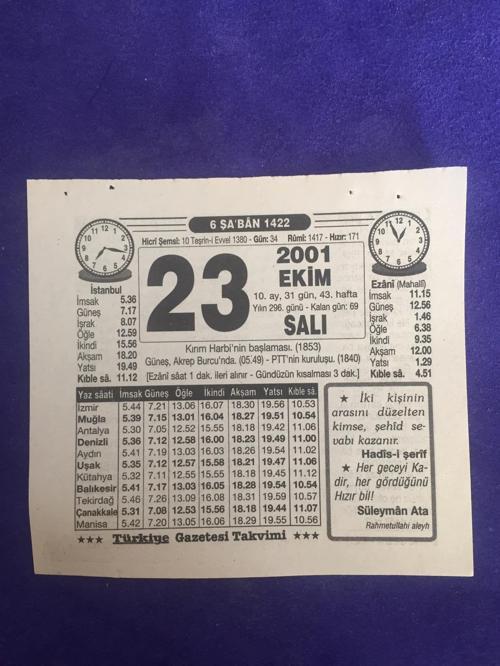 6 ŞA'BÂN 1422
Hicrî Şemsî: 10 Teşrîn-i Evvel 1380 - Gün: 34 Rûmî: 1417 - Hızır: 171
23
2001
EKİM
10. ay, 31 gün, 43. hafta
Yılın 296. günü - Kalan gün: 69
SALI
İstanbul
İmsak 5.36
Güneş 7.17
İşrak 8.07
Öğle 12.59
İkindi 15.56
Akşam 18.20
Yatsı 19.49
Kıble sâ. 11.12
Ezânî (Mahallî)
İmsak 11.15
Güneş 12.56
İşrak 1.46
Öğle 6.38
İkindi 9.35
Akşam 12.00
Yatsı 1.29
Kıble sâ. 4.51
Kırım Harbi'nin başlaması. (1853)
Güneş, Akrep Burcu'nda. (05.49) - PTT'nin kuruluşu. (1840)
[Ezânî sâat 1 dak. ileri alınır - Gündüzün kısalması 3 dak.]
Yaz sâati İmsak Güneş Öğle İkindi Akşam Yatsı Kıble sâ.
İzmir 5.44 7.21 13.06 16.07 18.30 19.56 10.53
Muğla 5.39 7.15 13.01 16.04 18.27 19.51 10.54
Antalya 5.30 7.05 12.52 15.55 18.18 19.42 11.06
Denizli 5.36 7.12 12.58 16.00 18.23 19.49 11.00
Aydın 5.41 7.19 13.03 16.03 18.26 19.54 11.02
Uşak 5.35 7.12 12.57 15.58 18.21 19.47 11.06
Kütahya 5.32 7.11 12.55 15.55 18.18 19.45 11.12
Balıkesir 5.41 7.17 13.03 16.05 18.28 19.54 10.54
Tekirdağ 5.46 7.26 13.09 16.08 18.31 19.59 10.57
Çanakkale 5.31 7.08 12.53 15.56 18.18 19.44 11.07
Manisa 5.42 7.20 13.05 16.06 18.29 19.55 10.56
★★★ Türkiye Gazetesi Takvimi ★★★
★ İki kişinin
arasını düzelten
kimse, şehîd se-
vabı kazanır.
Hadîs-i şerîf
★ Her geceyi Ka-
dir, her gördüğünü
Hızır bil!
Süleymân Ata
Rahmetullahi aleyh